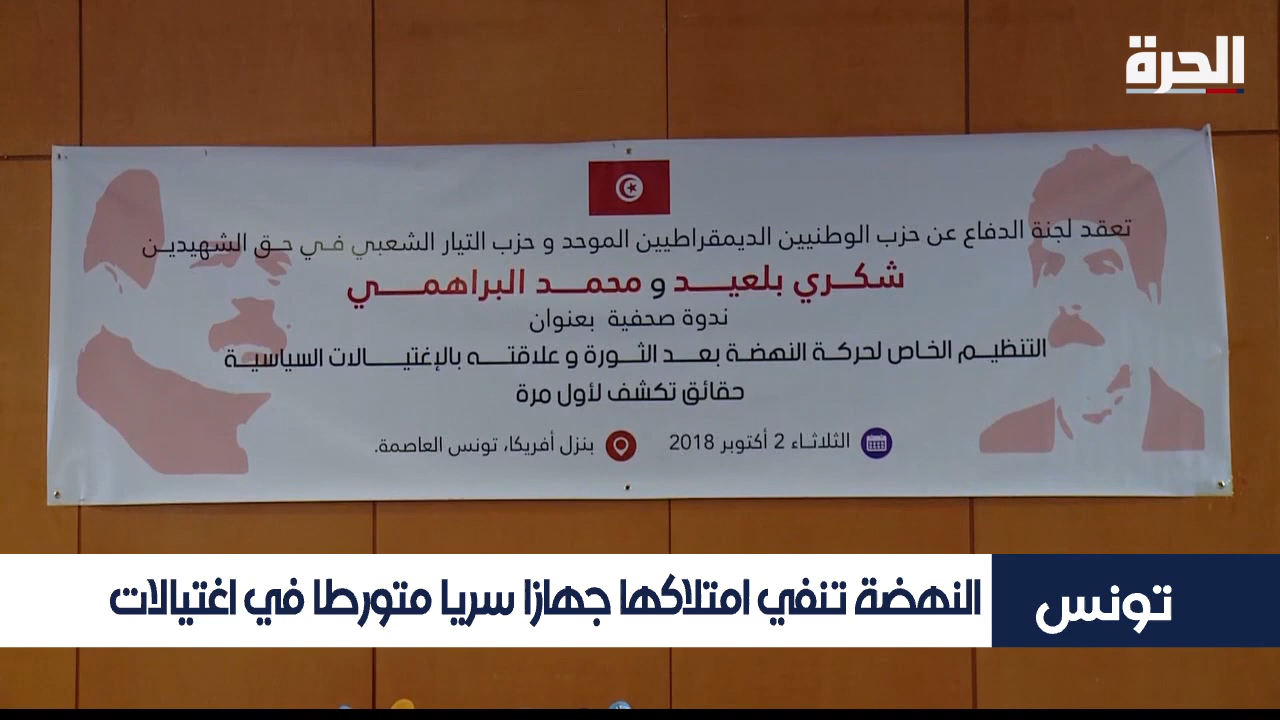 الحرة
تعقد لجنة الدفاع عن حزب الوطنيين الديمقراطيين الموحد و حزب التيار الشعبي في حق الشهيدين
شكري بلعيد و محمد البراهمي
ندوة صحفية بعنوان
التنظيم الخاص لحركة النهضة بعد الثورة و علاقته بالإغتيالات السياسية
حقائق تكشف لأول مرة
الثلاثاء 2 أكتوبر 2018 بنزل أفريكا، تونس العاصمة.
تونس
النهضة تنفي امتلاكها جهازا سريا متورطا في اغتيالات